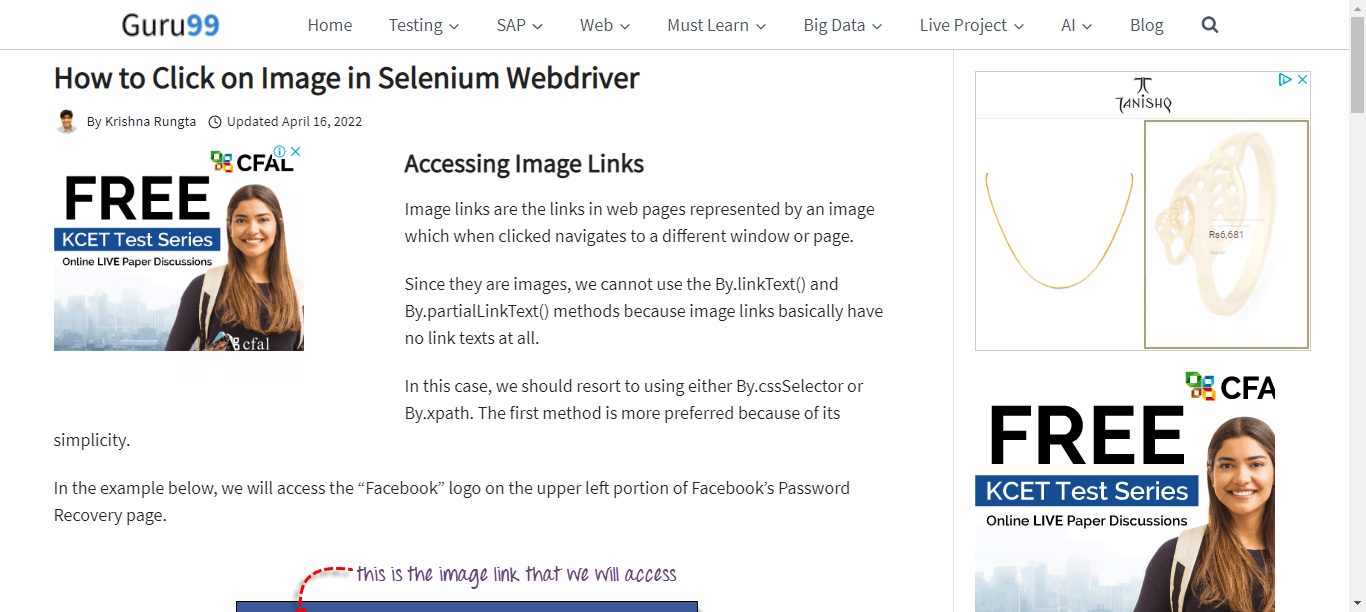 Guru99
Home Testing SAP Web Must Learn Big Data Live Project AI Blog
How to Click on Image in Selenium Webdriver
By Krishna Rungta Updated April 16, 2022
CFAL
FREE
KCET Test Series
Online LIVE Paper Discussions
cfal
Accessing Image Links
Image links are the links in web pages represented by an image
which when clicked navigates to a different window or page.
Since they are images, we cannot use the By.linkText() and
By.partialLinkText() methods because image links basically have
no link texts at all.
In this case, we should resort to using either By.cssSelector or
By.xpath. The first method is more preferred because of its
simplicity.
In the example below, we will access the “Facebook” logo on the upper left portion of Facebook’s Password
Recovery page.
this is the image link that we will access
TANISHQ
Rs6,681
CFA
FREE
KCET Test Series
Online LIVE Paper Discussions